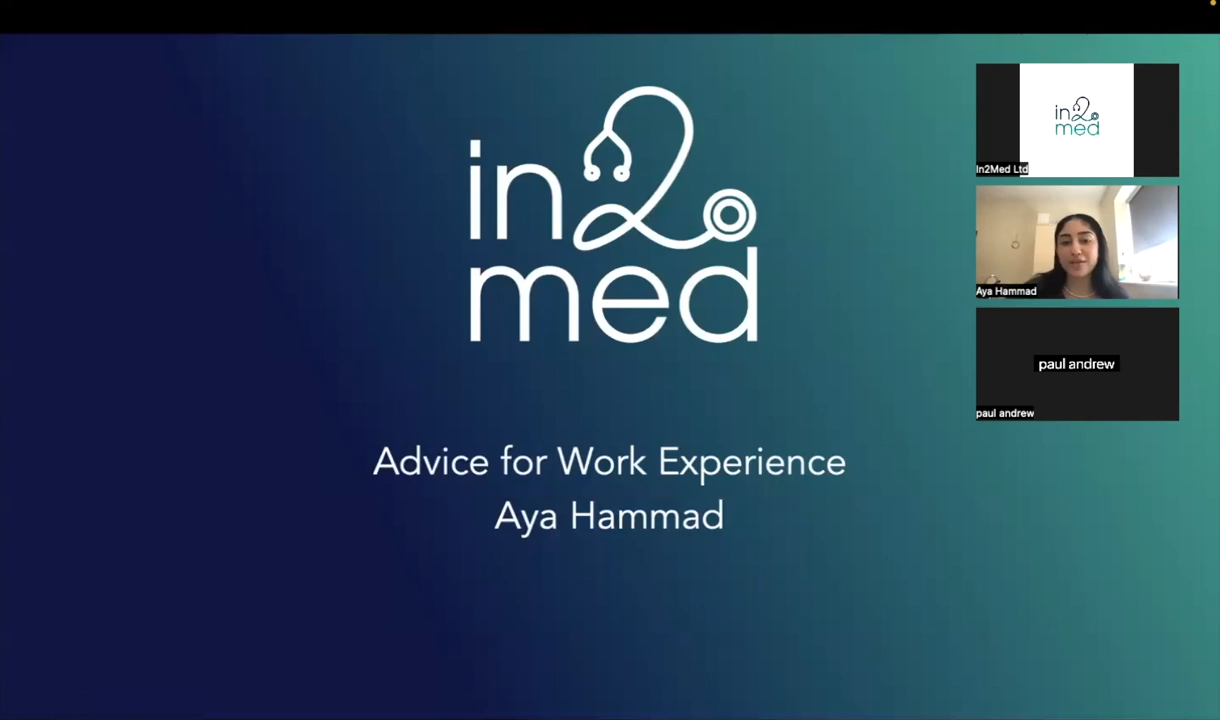 in2
med
Advice for Work Experience
Aya Hammad
in2
med
In2Med Ltd
Aya Hammad
paul andrew
paul andrew